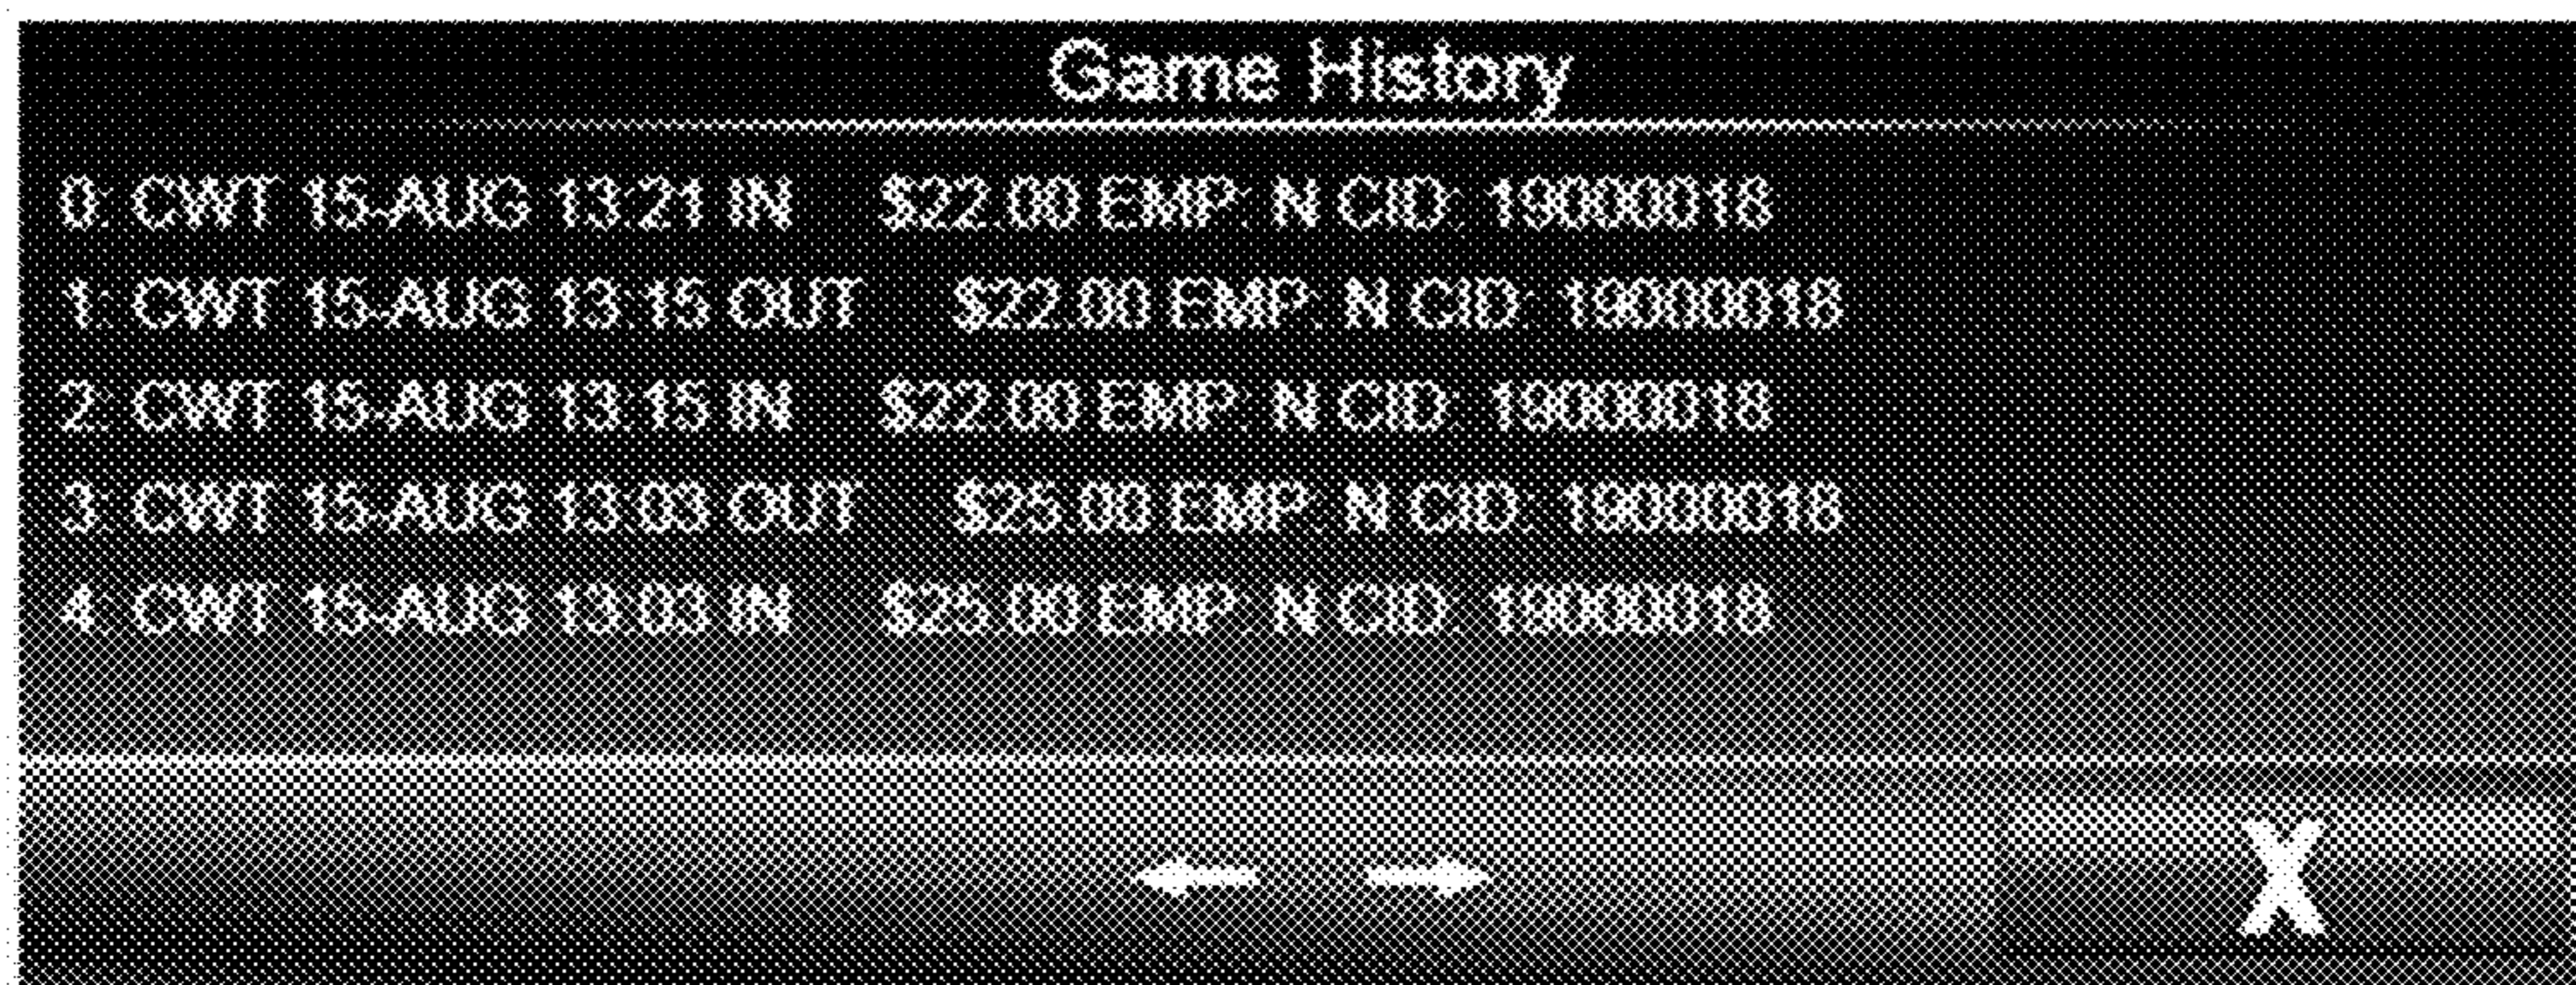 Game History
0: CWT 15-AUG 13:21 IN $22.00 EMP: N CID: 19000018
1: CWT 15-AUG 13:15 OUT $22.00 EMP: N CID: 19000018
2: CWT 15-AUG 13:15 IN $22.00 EMP: N CID: 19000018
3: CWT 15-AUG 13:03 OUT $25.00 EMP: N CID: 19000018
4: CWT 15-AUG 13:03 IN $25.00 EMP: N CID: 19000018
X